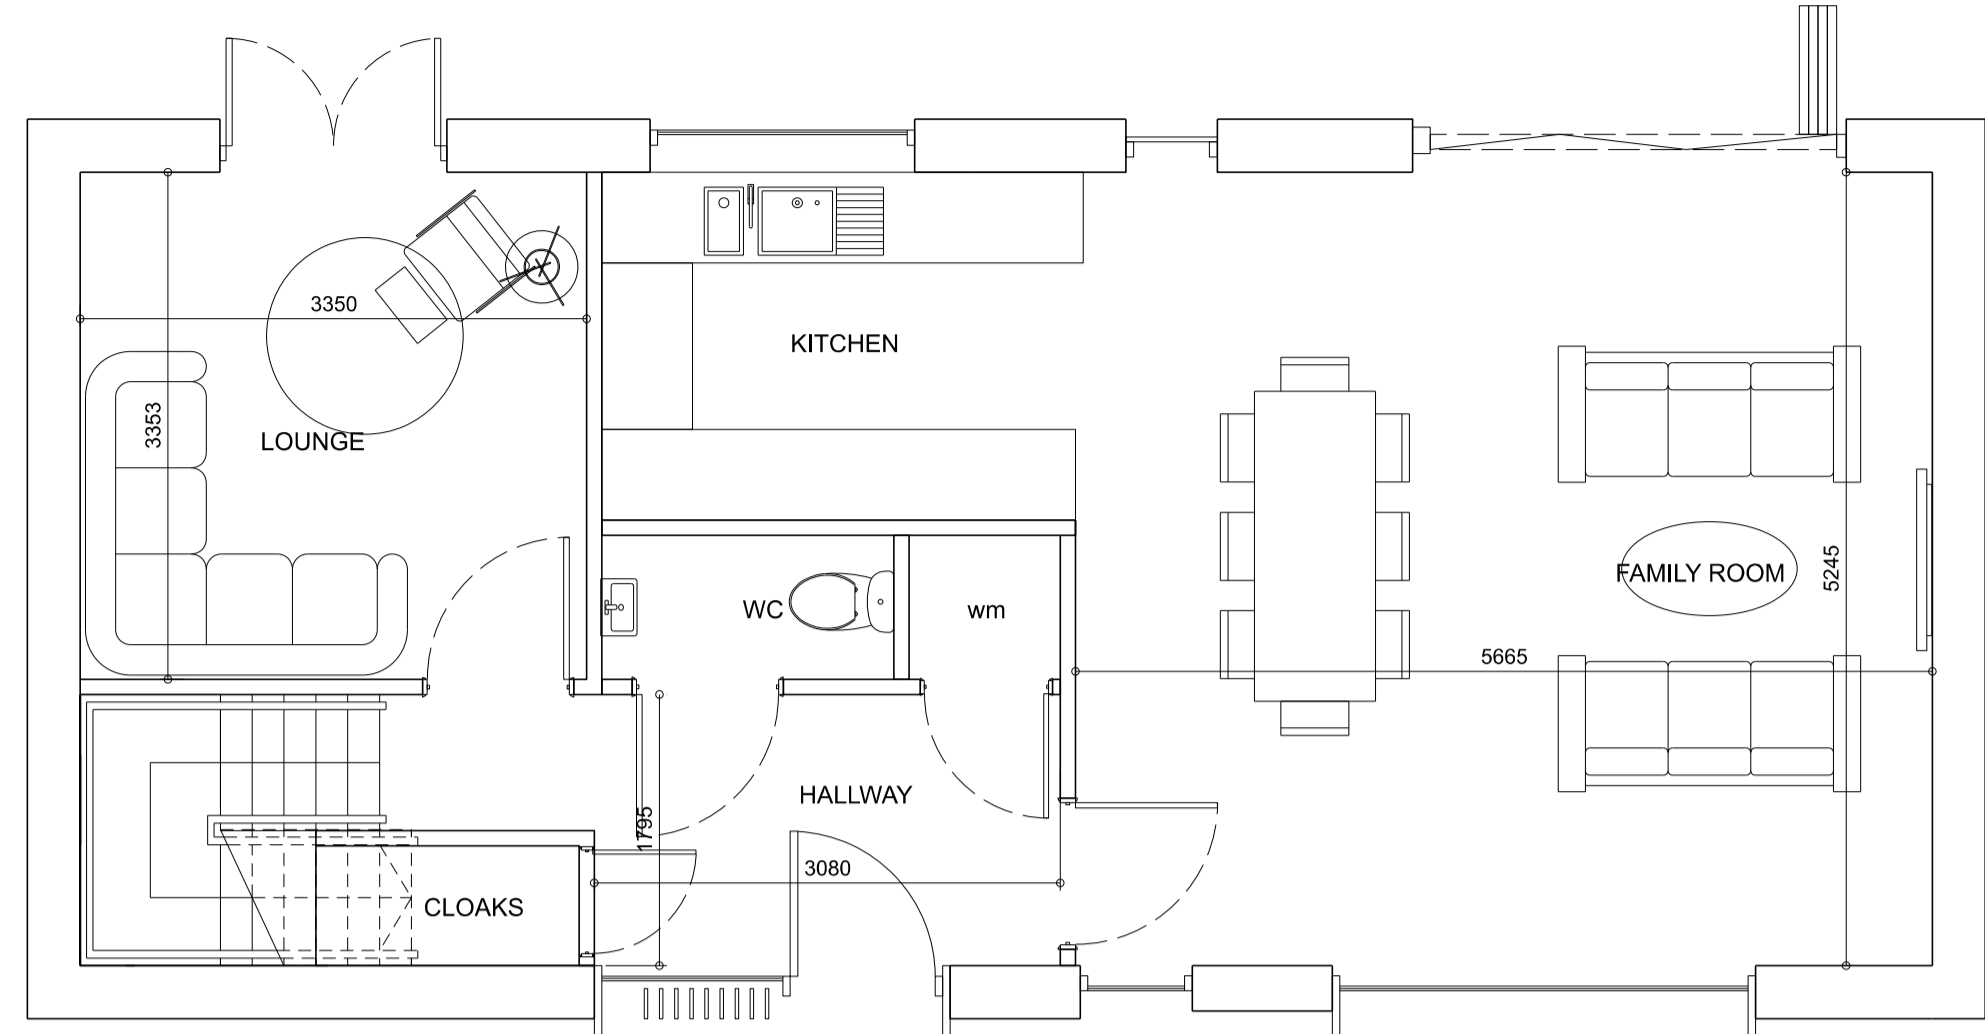 3350
KITCHEN
3353
LOUNGE
FAMILY ROOM
5245
WC
wm
5665
HALLWAY
1795
3080
CLOAKS